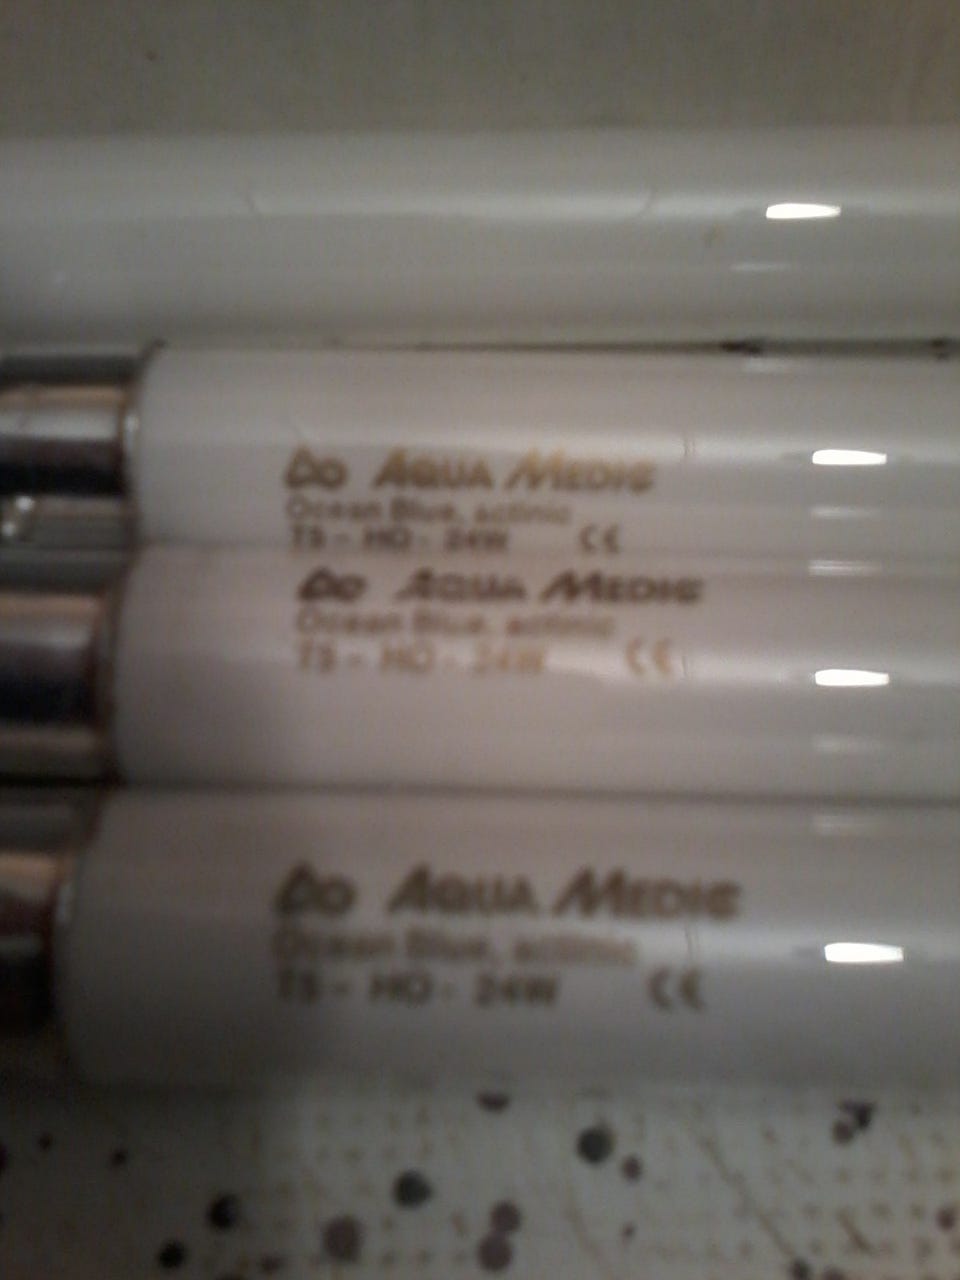 AQUA MEDIC
Ocean Blue, actinic
T5 - HO - 24W CE
AQUA MEDIC
Ocean Blue, actinic
T5 - HO - 24W CE
AQUA MEDIC
Ocean Blue, actinic
T5 - HO - 24W CE